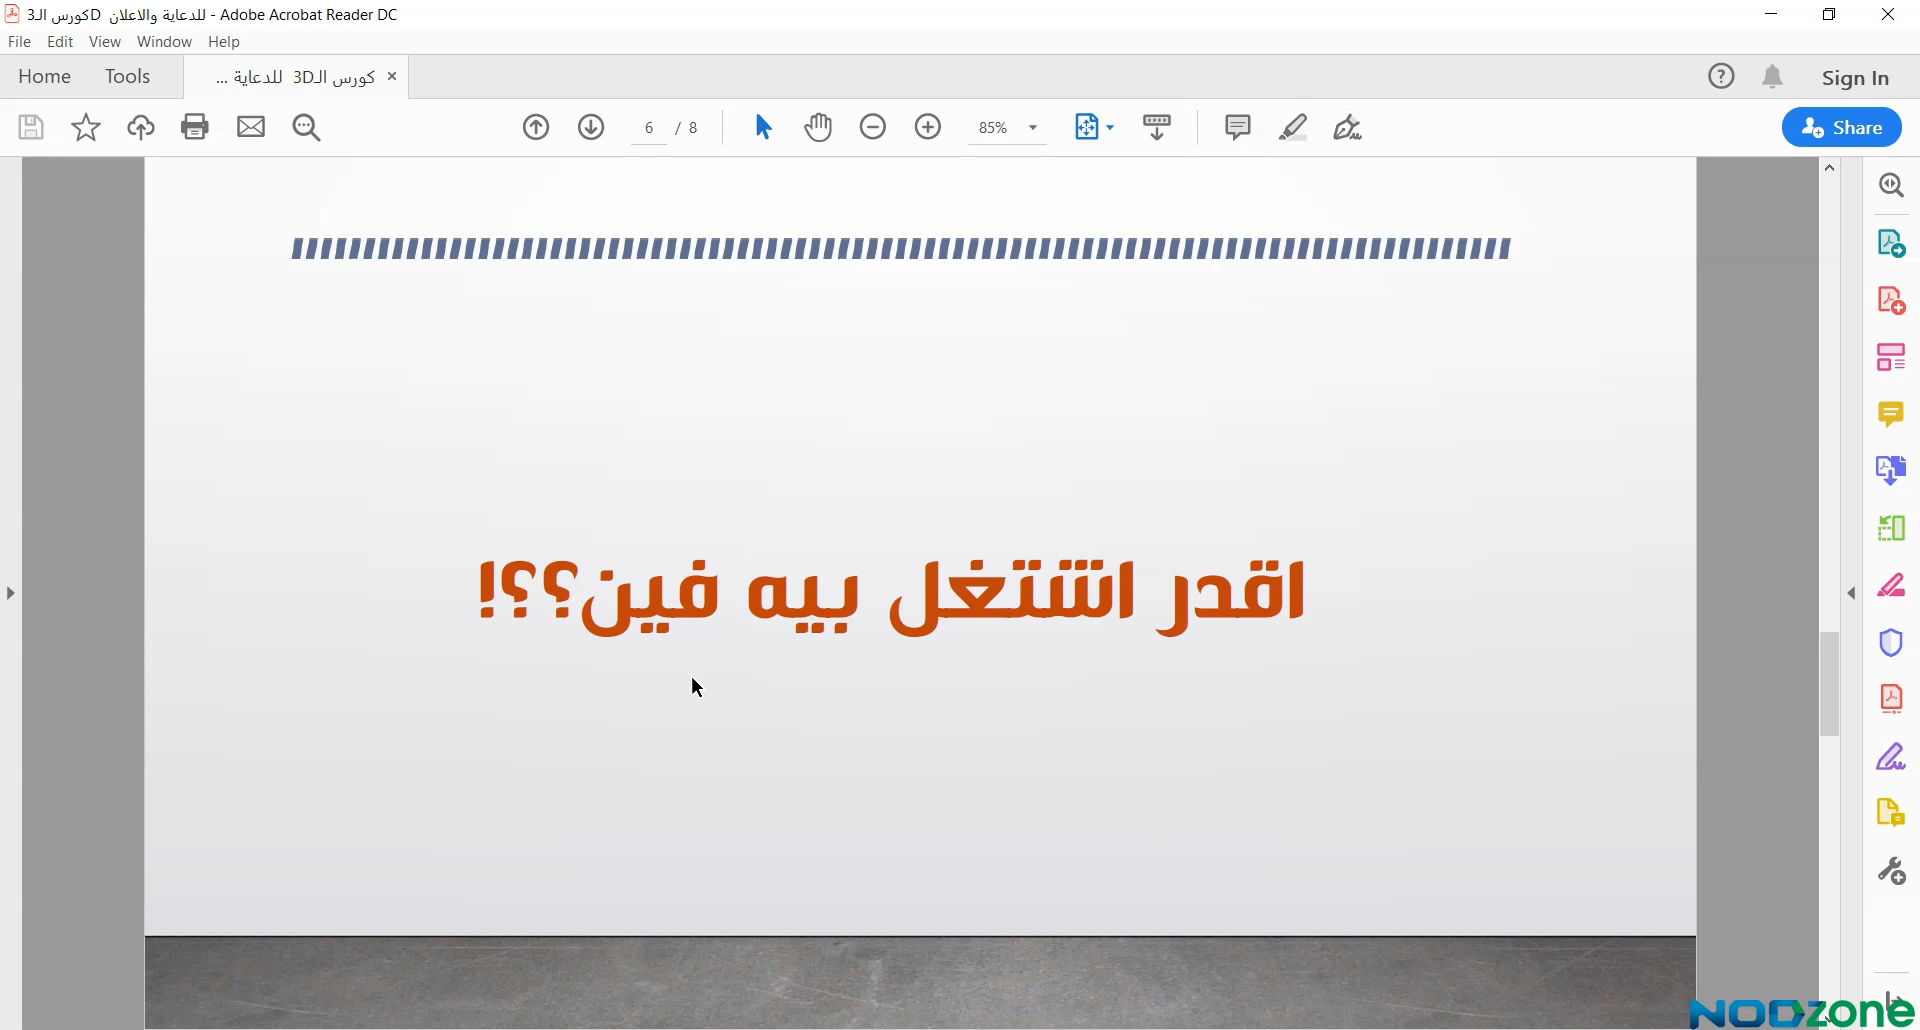 كورس الـ3D للدعاية والاعلان - Adobe Acrobat Reader DC
File Edit View Window Help
Home Tools كورس الـ3D للدعاية ... × Sign In
6 / 8 85% Share
اقدر اشتغل بيه فين؟؟!
NODzone